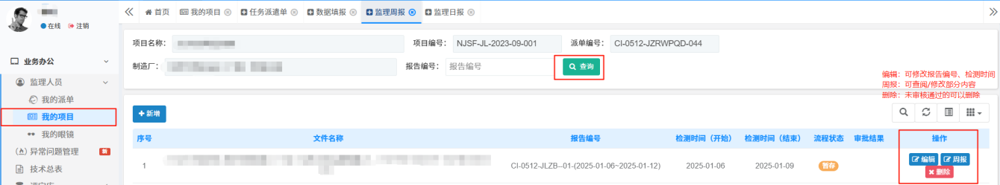 首页 我的项目 任务派遣单 数据填报 监理周报 监理日报
在线 注销
项目名称： 项目编号： NJSF-JL-2023-09-001 派单编号： CI-0512-JZRWPQD-044
业务办公
制造厂： 报告编号： 报告编号 查询
编辑：可修改报告编号、检测时间
周报：可查阅/修改部分内容
删除：未审核通过的可以删除
监理人员
我的派单
我的项目
我的眼镜
异常问题管理 新
技术总表
新增
序号 文件名称 报告编号 检测时间（开始） 检测时间（结束） 流程状态 审批结果 操作
1 CI-0512-JLZB--01-(2025-01-06~2025-01-12) 2025-01-06 2025-01-09 暂存 编辑 周报
删除